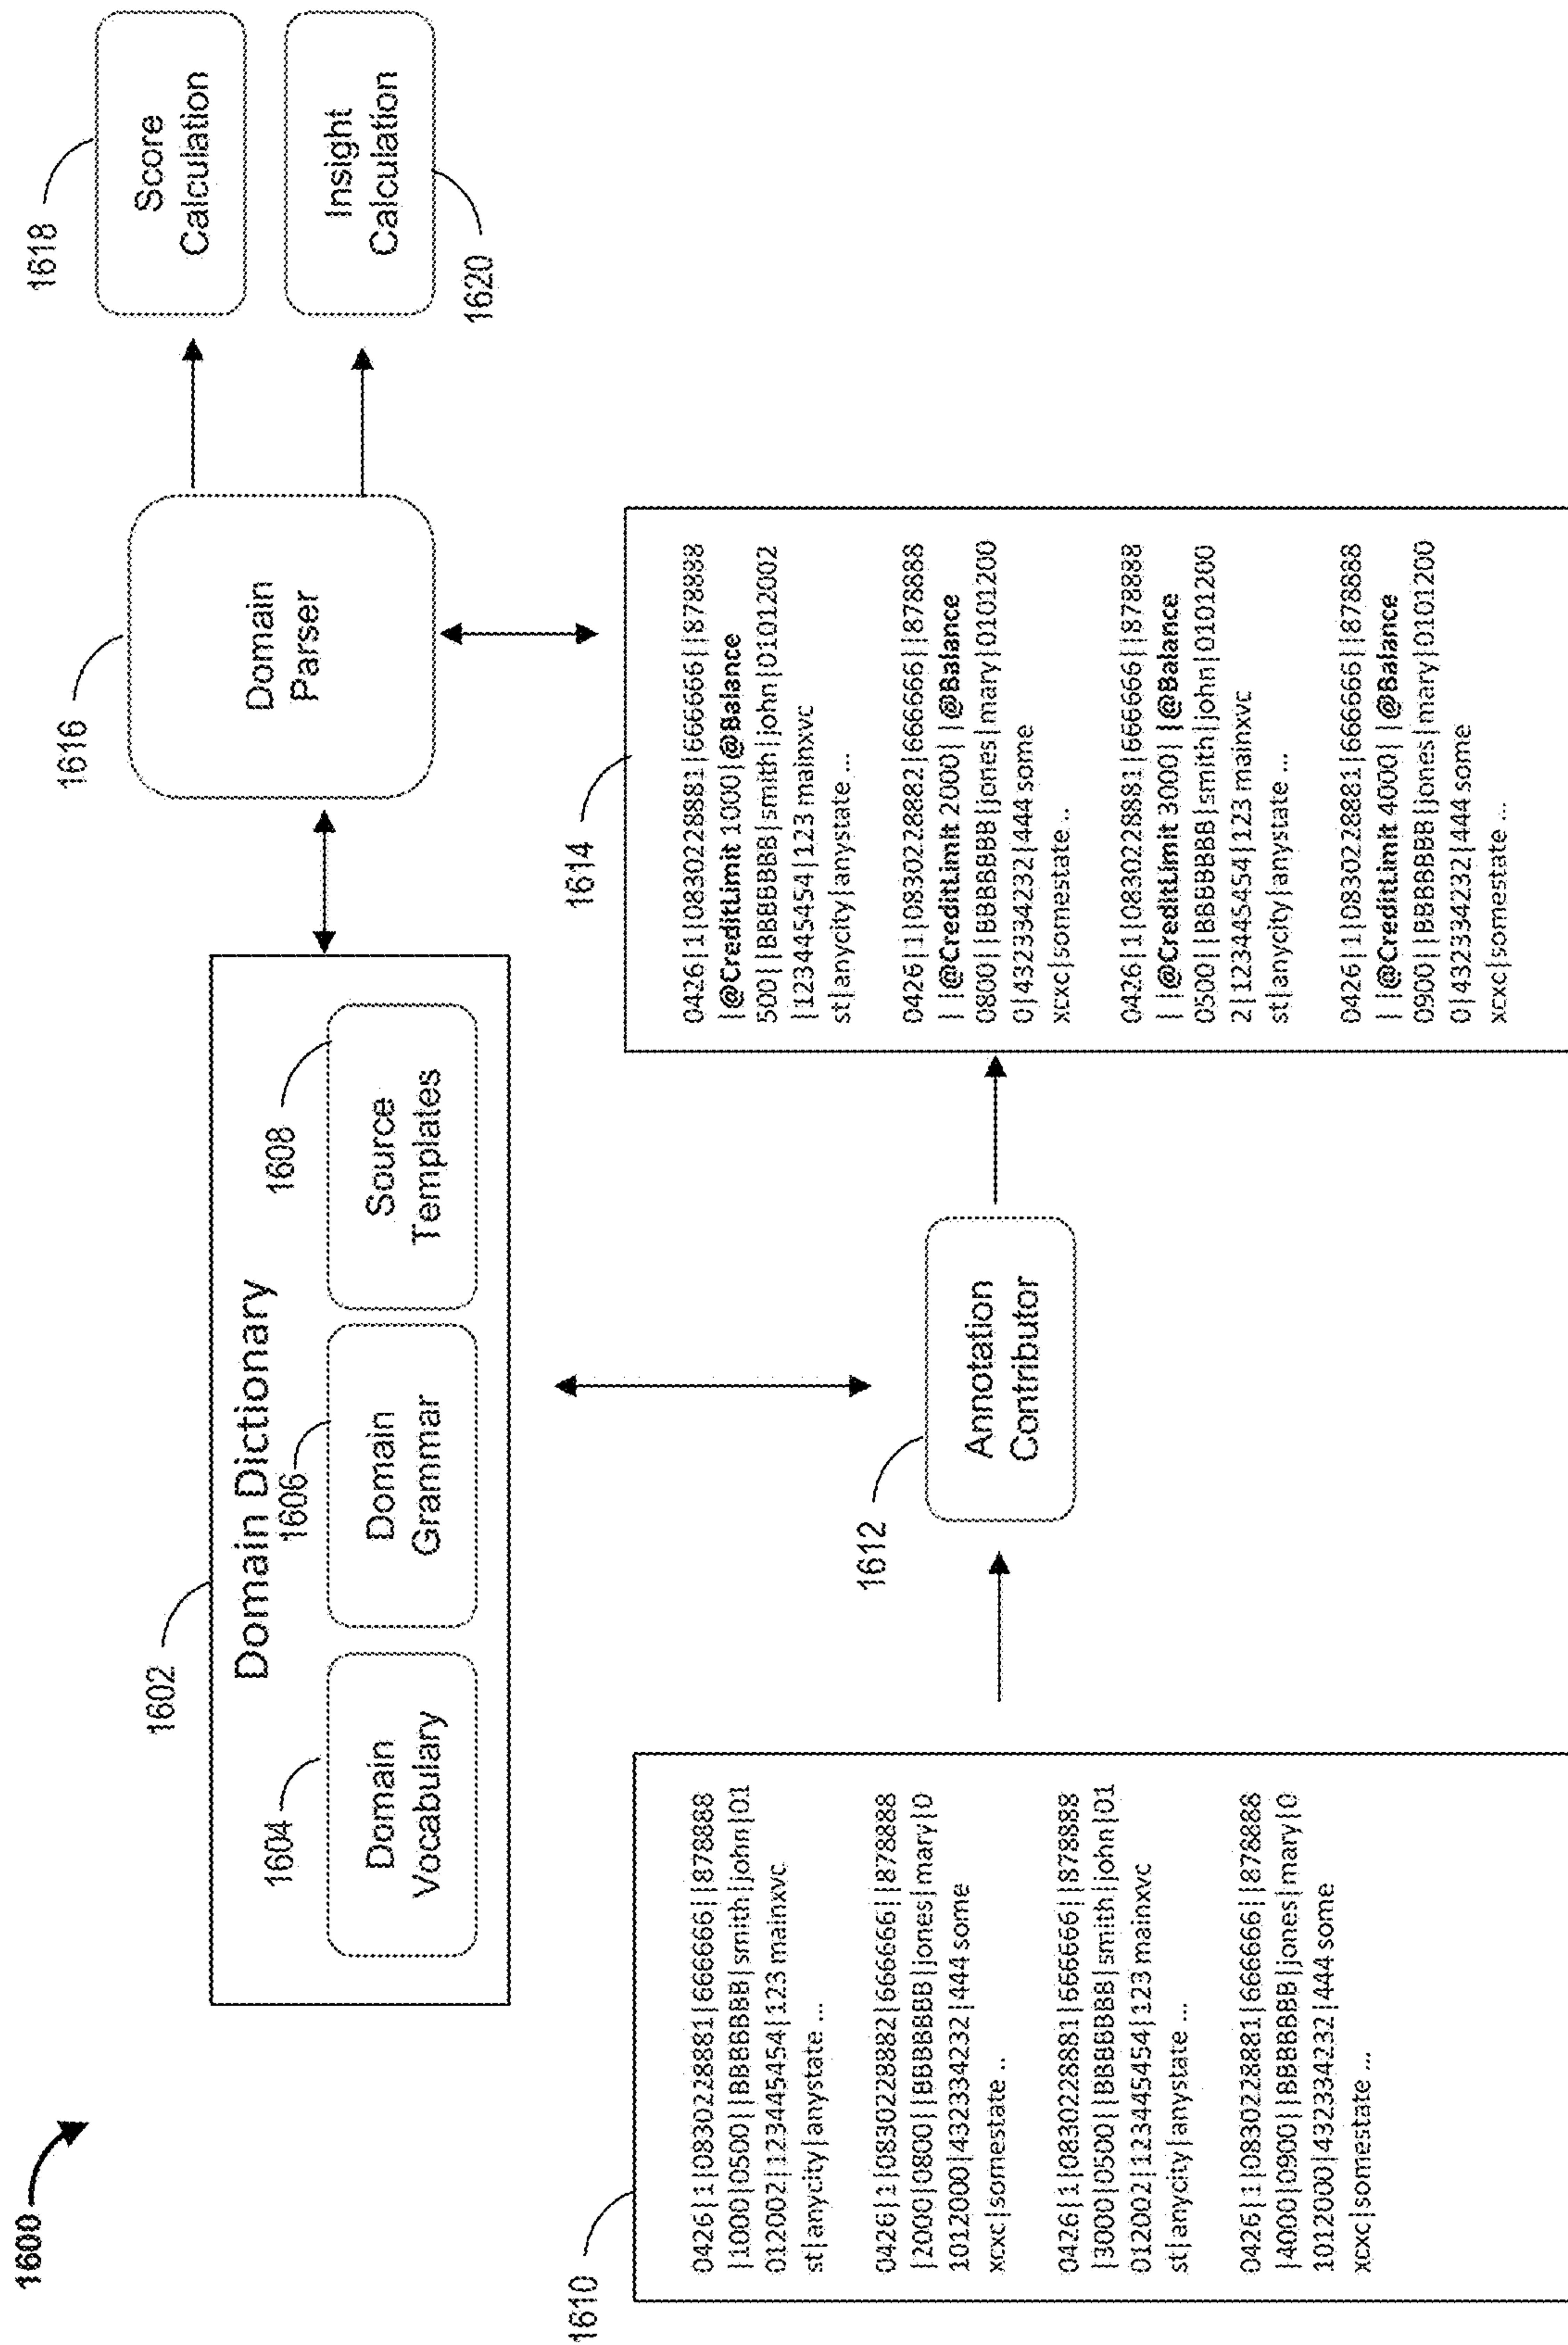 1600
1602
Domain Dictionary
1604
Domain
Vocabulary
1606
Domain
Grammar
1608
Source
Templates
1616
Domain
Parser
1618
Score
Calculation
Insight
Calculation
1620
1610
0426|1|0830228881|666666||878888
|1000|0500||BBBBBBB|smith|john|01
012002|123445454|123 mainxvc
st|anycity|anystate ...
0426|1|0830228882|666666||878888
|2000|0800||BBBBBBB|jones|mary|0
1012000|432334232|444 some
xcxc|somestate ..
0426|1|0830228881|666666||878888
|3000|0500||BBBBBBB|smith|john|01
012002|123445454|123 mainxvc
st|anycity|anystate ...
0426|1|0830228881|666666||878888
|4000|0900||BBBBBBB|jones|mary|0
1012000|432334232|444 some
xcxc|somestate ...
1612
Annotation
Contributor
1614
0426|1|0830228881|666666||878888
|@CreditLimit 1000|@Balance
500||BBBBBBB|smith|john|01012002
|123445454|123 mainxvc
st|anycity|anystate ...
0426|1|0830228882|666666||878888
||@CreditLimit 2000||@Balance
0800||BBBBBBB|jones|mary|0101200
0|432334232|444 some
xcxc|somestate ..
0426|1|0830228881|666666||878888
||@CreditLimit 3000||@Balance
0500||BBBBBBB|smith|john|0101200
2|123445454|123 mainxvc
st|anycity|anystate ...
0426|1|0830228881|666666||878888
||@CreditLimit 4000||@Balance
0900||BBBBBBB|jones|mary|0101200
0|432334232|444 some
xcxc|somestate ...